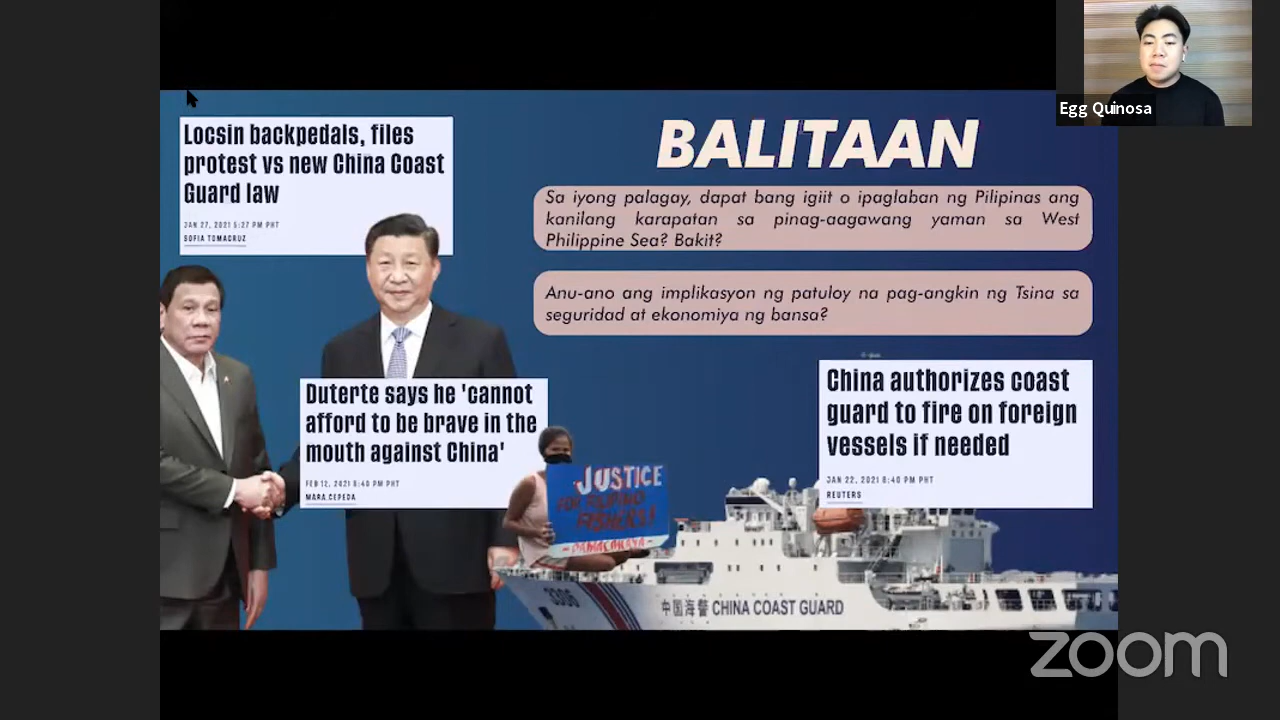 Egg Quinosa
BALITAAN
Locsin backpedals, files
protest vs new China Coast
Guard law
JAN 27, 2021 5:27 PM PHT
SOFIA TOMACRUZ
Sa iyong palagay, dapat bang igiit o ipaglaban ng Pilipinas ang
kanilang karapatan sa pinag-aagawang yaman sa West
Philippine Sea? Bakit?
Anu-ano ang implikasyon ng patuloy na pag-angkin ng Tsina sa
seguridad at ekonomiya ng bansa?
Duterte says he 'cannot
afford to be brave in the
mouth against China'
FEB 12, 2021 8:40 PM PHT
MARA CEPEDA
China authorizes coast
guard to fire on foreign
vessels if needed
JAN 22, 2021 8:40 PM PHT
REUTERS
JUSTICE
FOR FILIPINO
FISHERS!
3306
中国海警 CHINA COAST GUARD
zoom